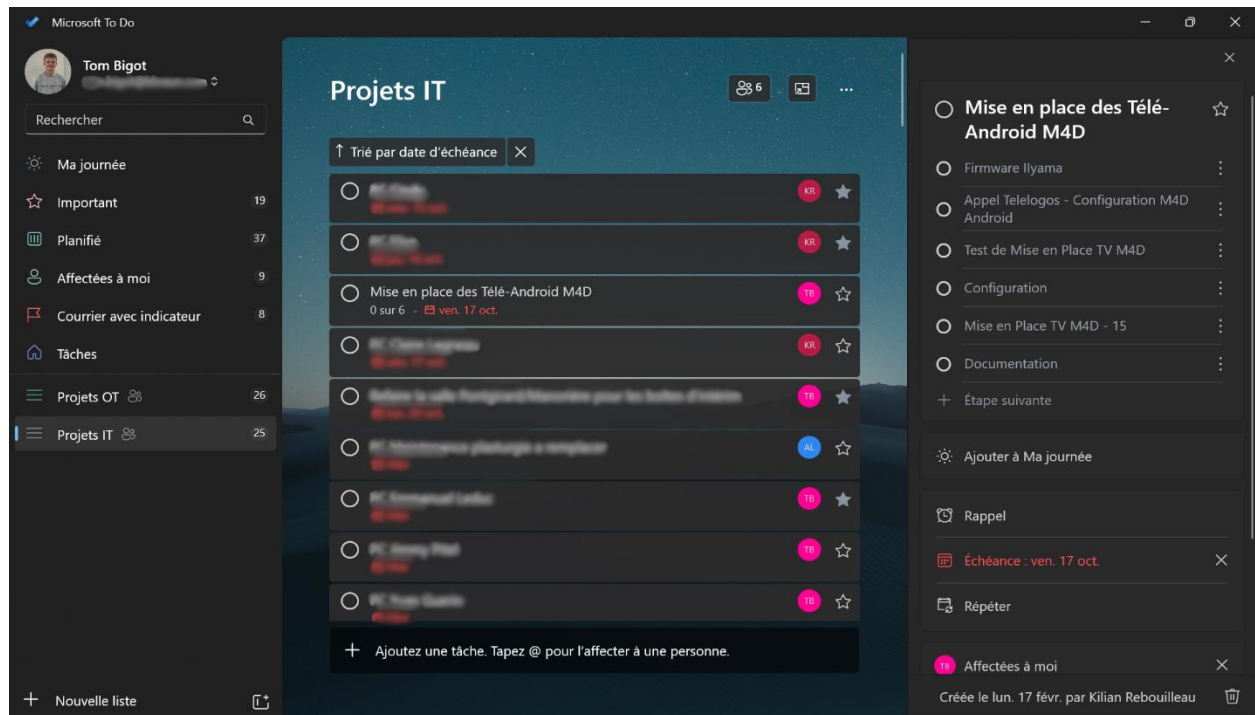 Microsoft To Do
Tom Bigot
Rechercher
Ma journée
Important 19
Planifié 37
Affectées à moi 9
Courrier avec indicateur 8
Tâches
Projets OT 26
Projets IT 25
Nouvelle liste
Projets IT
6
Trié par date d'échéance
KR
KR
Mise en place des Télé-Android M4D TB
0 sur 6 ven. 17 oct.
KR
TB
AL
TB
TB
TB
Ajoutez une tâche. Tapez @ pour l'affecter à une personne.
Mise en place des Télé-
Android M4D
Firmware Ilyama
Appel Telelogos - Configuration M4D
Android
Test de Mise en Place TV M4D
Configuration
Mise en Place TV M4D - 15
Documentation
Étape suivante
Ajouter à Ma journée
Rappel
Échéance : ven. 17 oct.
Répéter
TB Affectées à moi
Créée le lun. 17 févr. par Kilian Rebouilleau